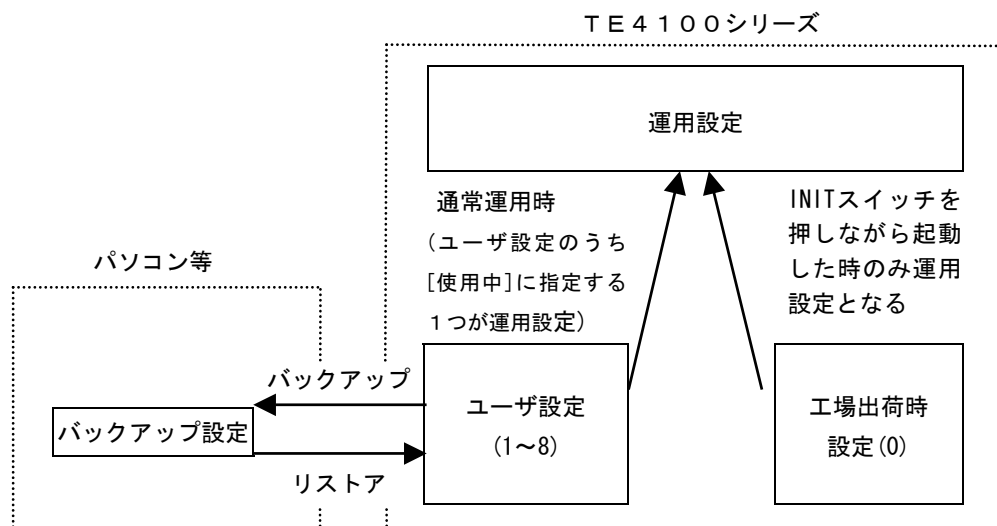 ＴＥ４１００シリーズ
運用設定
通常運用時
（ユーザ設定のうち
[使用中]に指定する
１つが運用設定）
INITスイッチを
押しながら起動
した時のみ運用
設定となる
パソコン等
バックアップ
バックアップ設定
リストア
ユーザ設定
(1～8)
工場出荷時
設定(0)